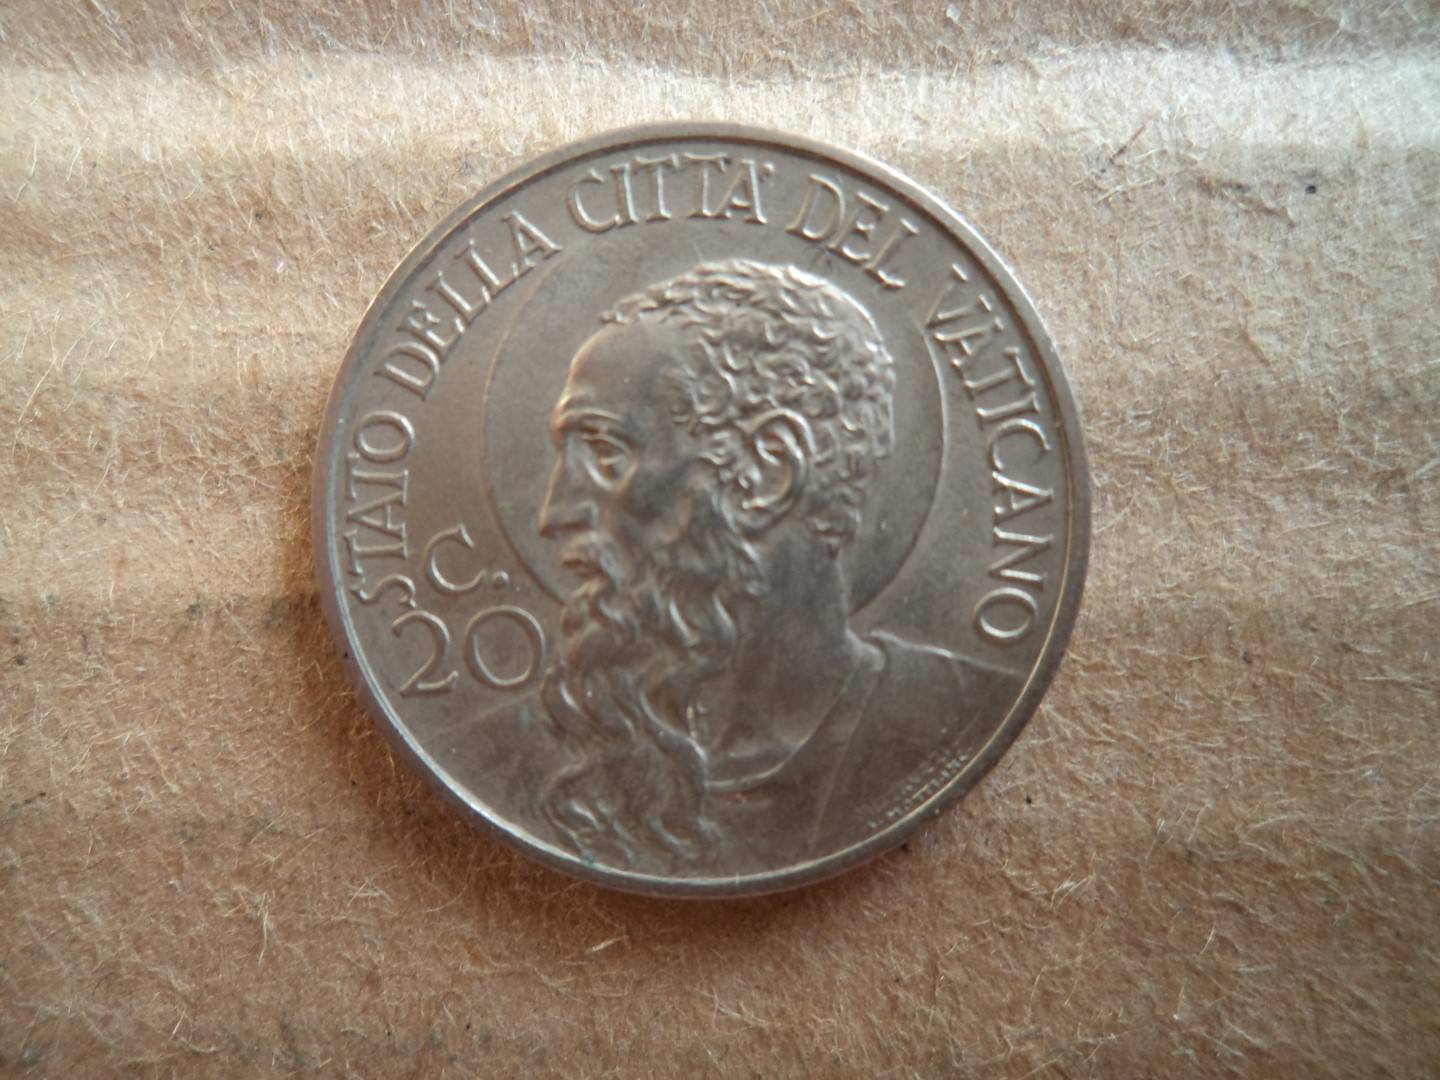 STATO DELLA CITTA' DEL VATICANO
C.
20